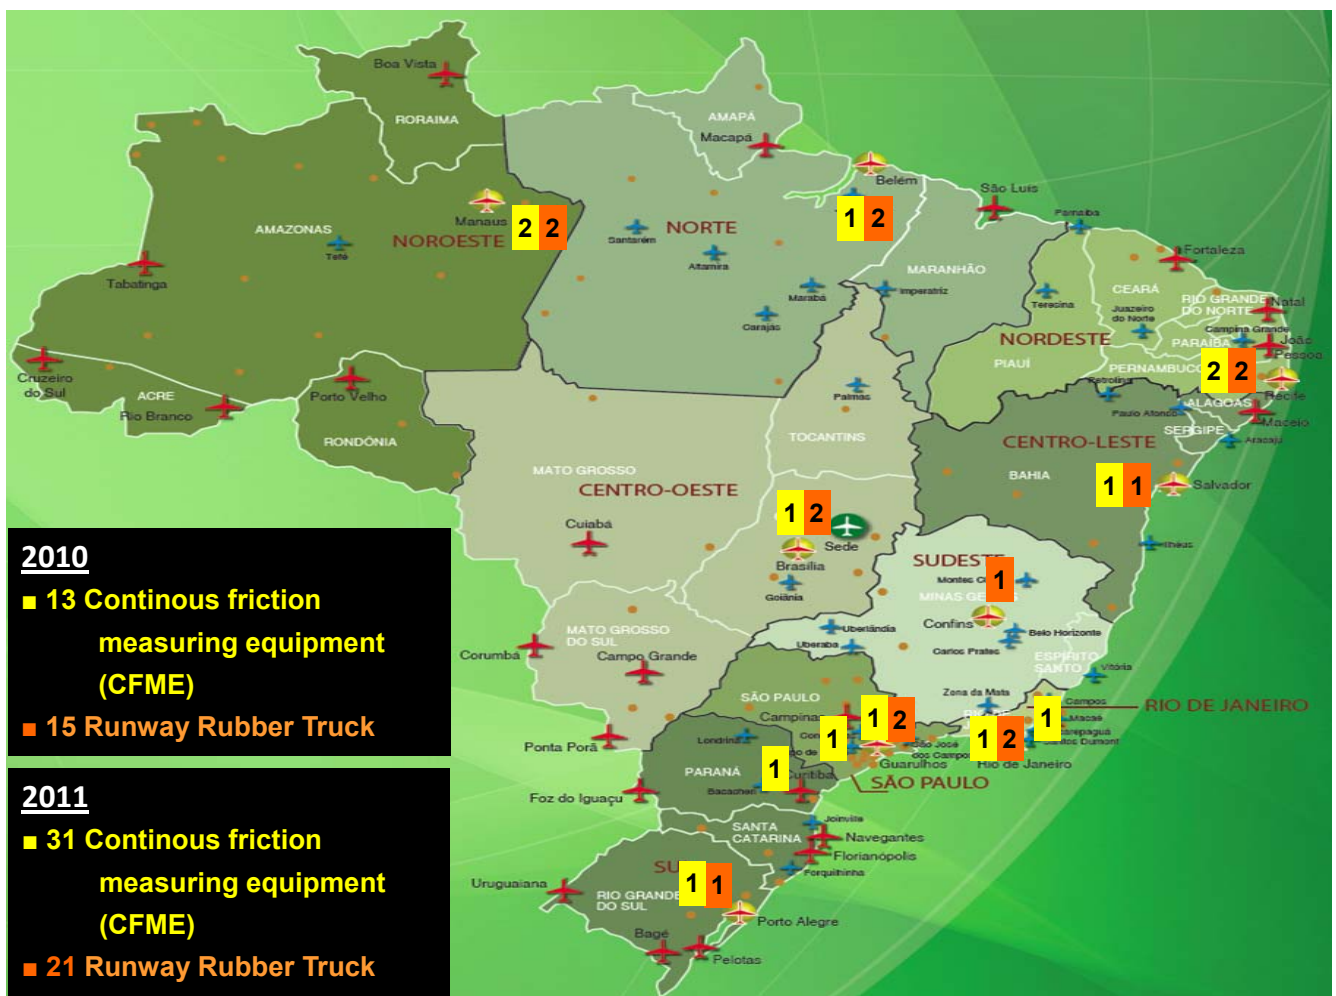 Boa Vista
RORAIMA
AMAPÁ
Macapá
Belém
São Luis
Parnaíba
Manaus
2 2
1 2
AMAZONAS
NOROESTE
Tefé
Santarém
NORTE
Altamira
Fortaleza
Tabatinga
MARANHÃO
Marabá
Imperatriz
Teresina
CEARÁ
Juazeiro
do Norte
RIO GRANDE
DO NORTE
Natal
Carajás
NORDESTE
Campina Grande
PARAÍBA
João
Pessoa
Cruzeiro
do Sul
PIAUÍ
PERNAMBUCO
2 2
Recife
ACRE
Rio Branco
Porto Velho
Palmas
Petrolina
Paulo Afonso
ALAGOAS
Maceió
RONDÔNIA
TOCANTINS
CENTRO-LESTE
SERGIPE
Aracaju
MATO GROSSO
CENTRO-OESTE
BAHIA
1 1
Salvador
1 2
Cuiabá
Sede
Brasília
Goiânia
Ilhéus
SUDESTE
1
MINAS GERAIS
Confins
Belo Horizonte
Carlos Prates
MATO GROSSO
DO SUL
Uberlândia
Uberaba
ESPÍRITO
SANTO
Vitória
Corumbá
Campo Grande
Zona da Mata
Campos
SÃO PAULO
Campinas
1 2
1
RIO DE JANEIRO
Macaé
Santos Dumont
1
1 2
Ponta Porã
Londrina
São José
dos Campos
Guarulhos
Rio de Janeiro
PARANÁ
1
Curitiba
Bacacheri
SÃO PAULO
Foz do Iguaçu
SANTA
CATARINA
Joinville
Navegantes
Florianópolis
Forquilhinha
Uruguaiana
1 1
RIO GRANDE
DO SUL
Porto Alegre
Bagé
Pelotas
2010
■ 13 Continous friction
measuring equipment
(CFME)
■ 15 Runway Rubber Truck
2011
■ 31 Continous friction
measuring equipment
(CFME)
■ 21 Runway Rubber Truck